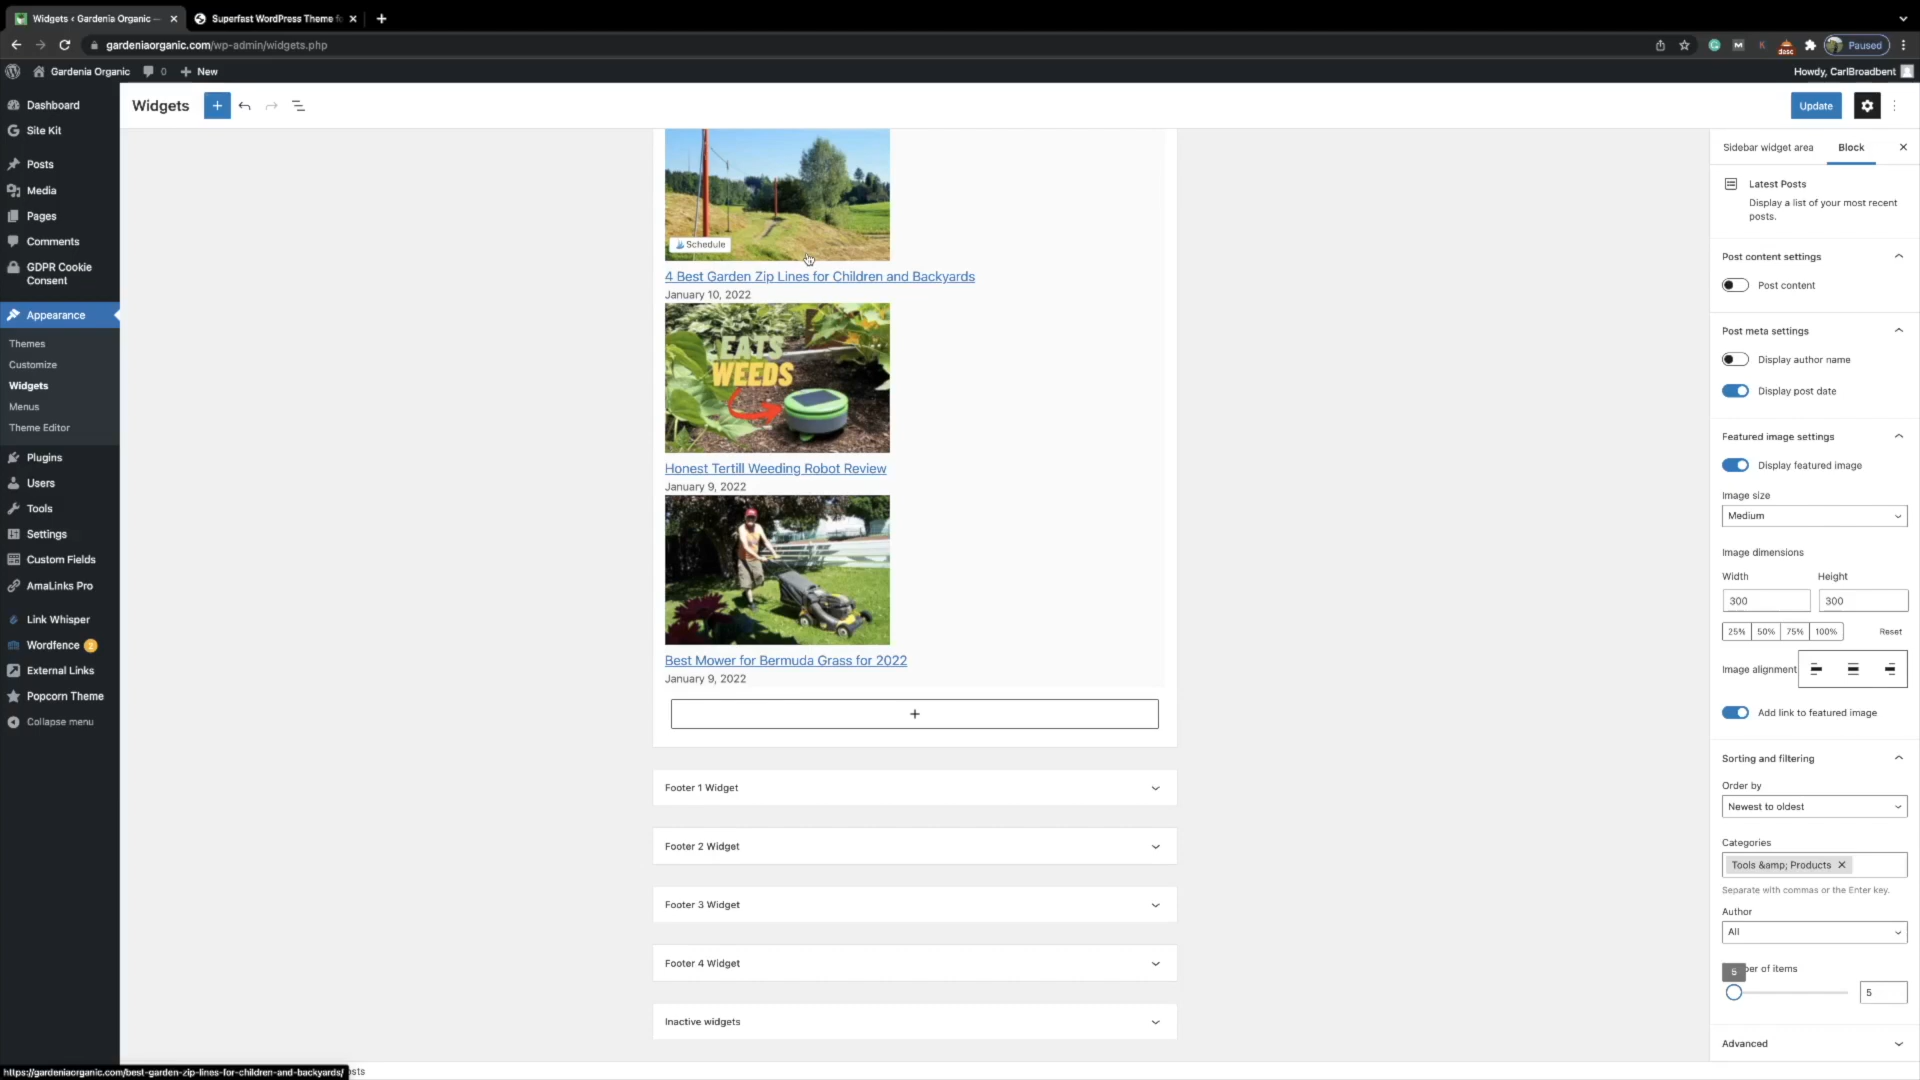 Widgets < Gardenia Organic —
Superfast WordPress Theme fo
gardeniaorganic.com/wp-admin/widgets.php
Paused
Gardenia Organic
0
New
Howdy, CarlBroadbent
Dashboard
Site Kit
Posts
Media
Pages
Comments
GDPR Cookie
Consent
Appearance
Themes
Customize
Widgets
Menus
Theme Editor
Plugins
Users
Tools
Settings
Custom Fields
AmaLinks Pro
Link Whisper
Wordfence 2
External Links
Popcorn Theme
Collapse menu
Widgets
Update
Schedule
4 Best Garden Zip Lines for Children and Backyards
January 10, 2022
EATS
WEEDS
Honest Tertill Weeding Robot Review
January 9, 2022
Best Mower for Bermuda Grass for 2022
January 9, 2022
Footer 1 Widget
Footer 2 Widget
Footer 3 Widget
Footer 4 Widget
Inactive widgets
Sidebar widget area
Block
Latest Posts
Display a list of your most recent
posts.
Post content settings
Post content
Post meta settings
Display author name
Display post date
Featured image settings
Display featured image
Image size
Medium
Image dimensions
Width
Height
300
300
25% 50% 75% 100%
Reset
Image alignment
Add link to featured image
Sorting and filtering
Order by
Newest to oldest
Categories
Tools &amp; Products
Separate with commas or the Enter key.
Author
All
5
ber of items
5
Advanced
https://gardeniaorganic.com/best-garden-zip-lines-for-children-and-backyards/
sts